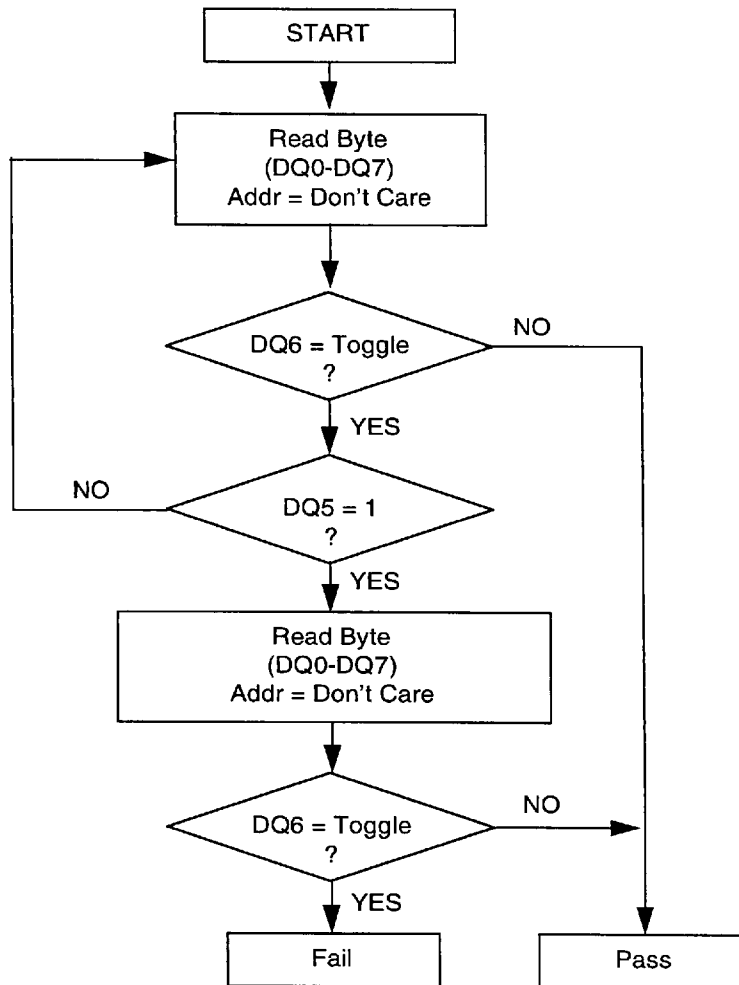 START
Read Byte
(DQ0-DQ7)
Addr = Don't Care
DQ6 = Toggle
?
NO
YES
DQ5 = 1
?
NO
YES
Read Byte
(DQ0-DQ7)
Addr = Don't Care
DQ6 = Toggle
?
NO
YES
Fail
Pass